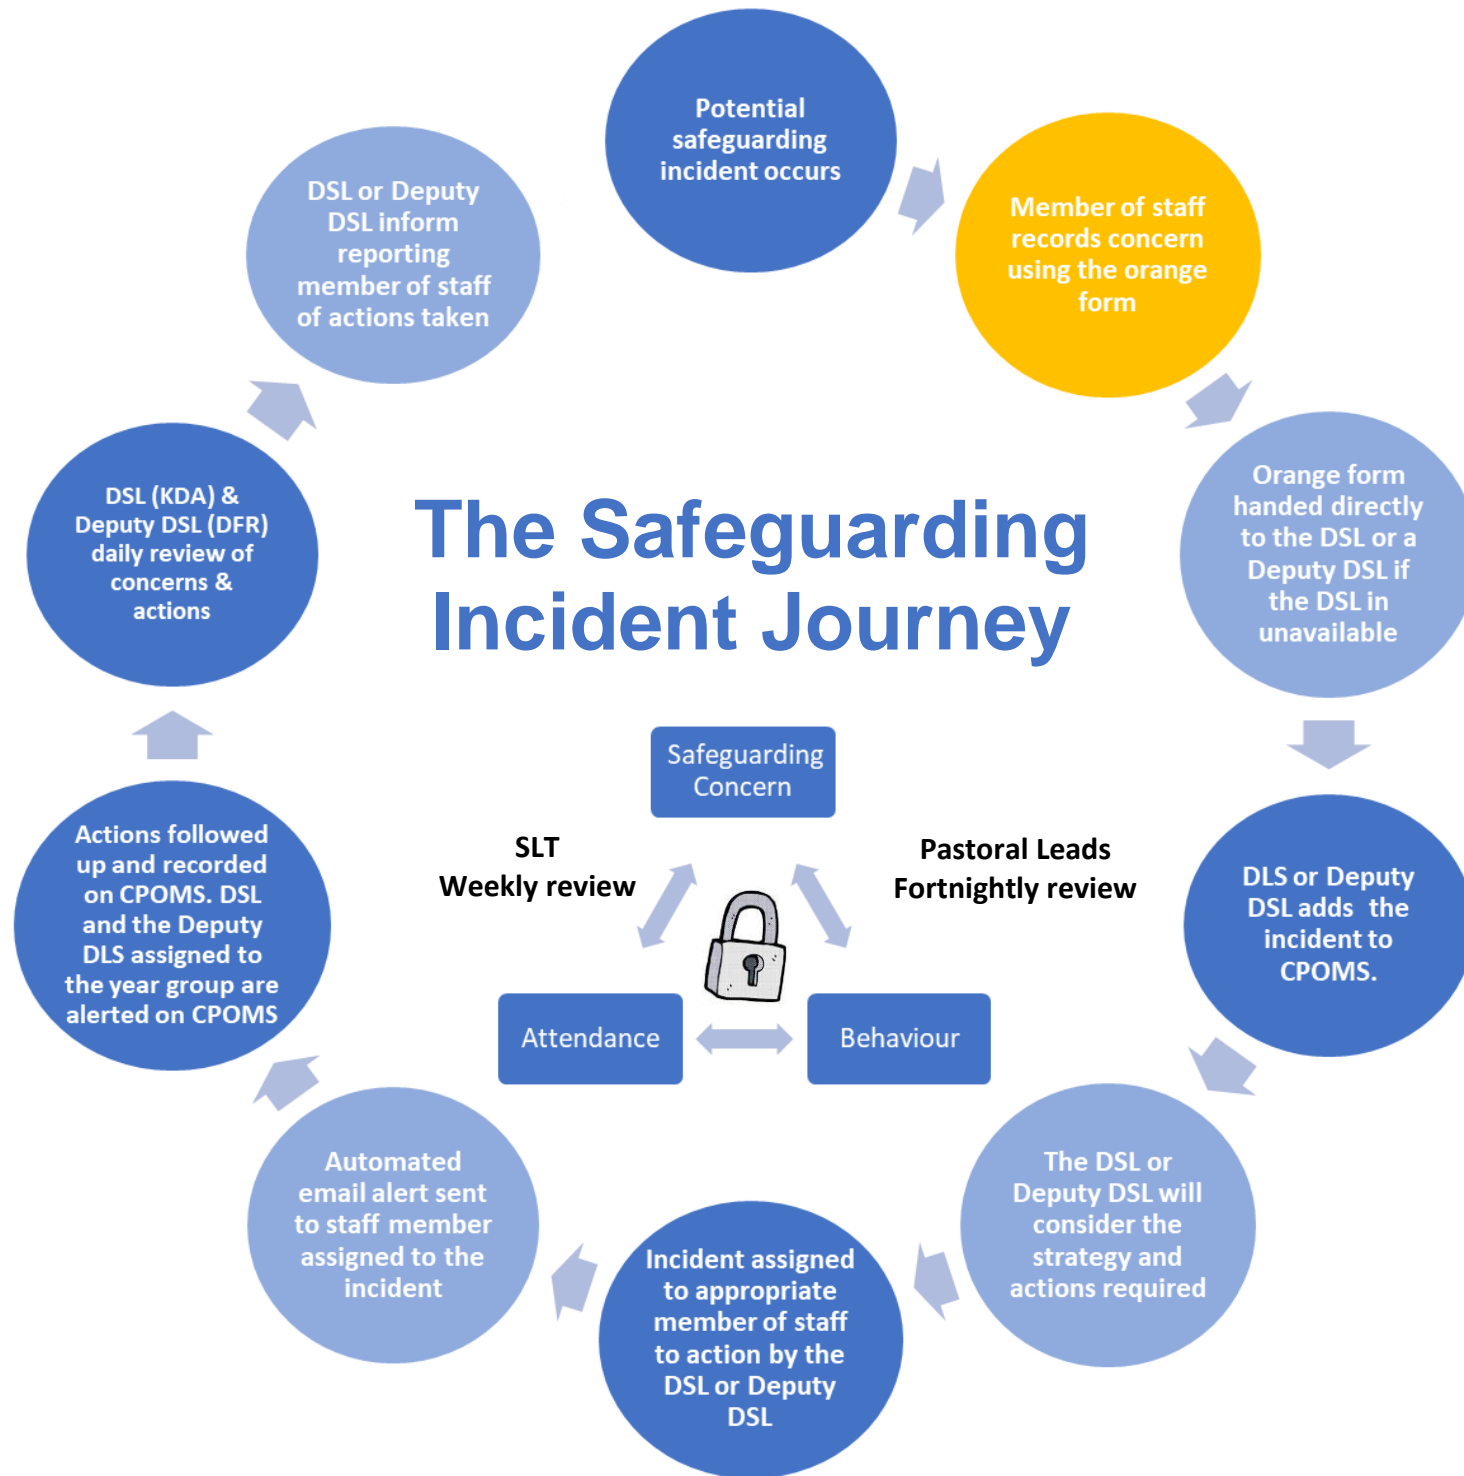 Potential
safeguarding
incident occurs
Member of staff
records concern
using the orange
form
Orange form
handed directly
to the DSL or a
Deputy DSL if
the DSL in
unavailable
DLS or Deputy
DSL adds the
incident to
CPOMS.
The DSL or
Deputy DSL will
consider the
strategy and
actions required
Incident assigned
to appropriate
member of staff
to action by the
DSL or Deputy
DSL
Automated
email alert sent
to staff member
assigned to the
incident
Actions followed
up and recorded
on CPOMS. DSL
and the Deputy
DLS assigned to
the year group are
alerted on CPOMS
DSL (KDA) &
Deputy DSL (DFR)
daily review of
concerns &
actions
DSL or Deputy
DSL inform
reporting
member of staff
of actions taken
The Safeguarding
Incident Journey
Safeguarding
Concern
SLT
Weekly review
Pastoral Leads
Fortnightly review
Attendance
Behaviour